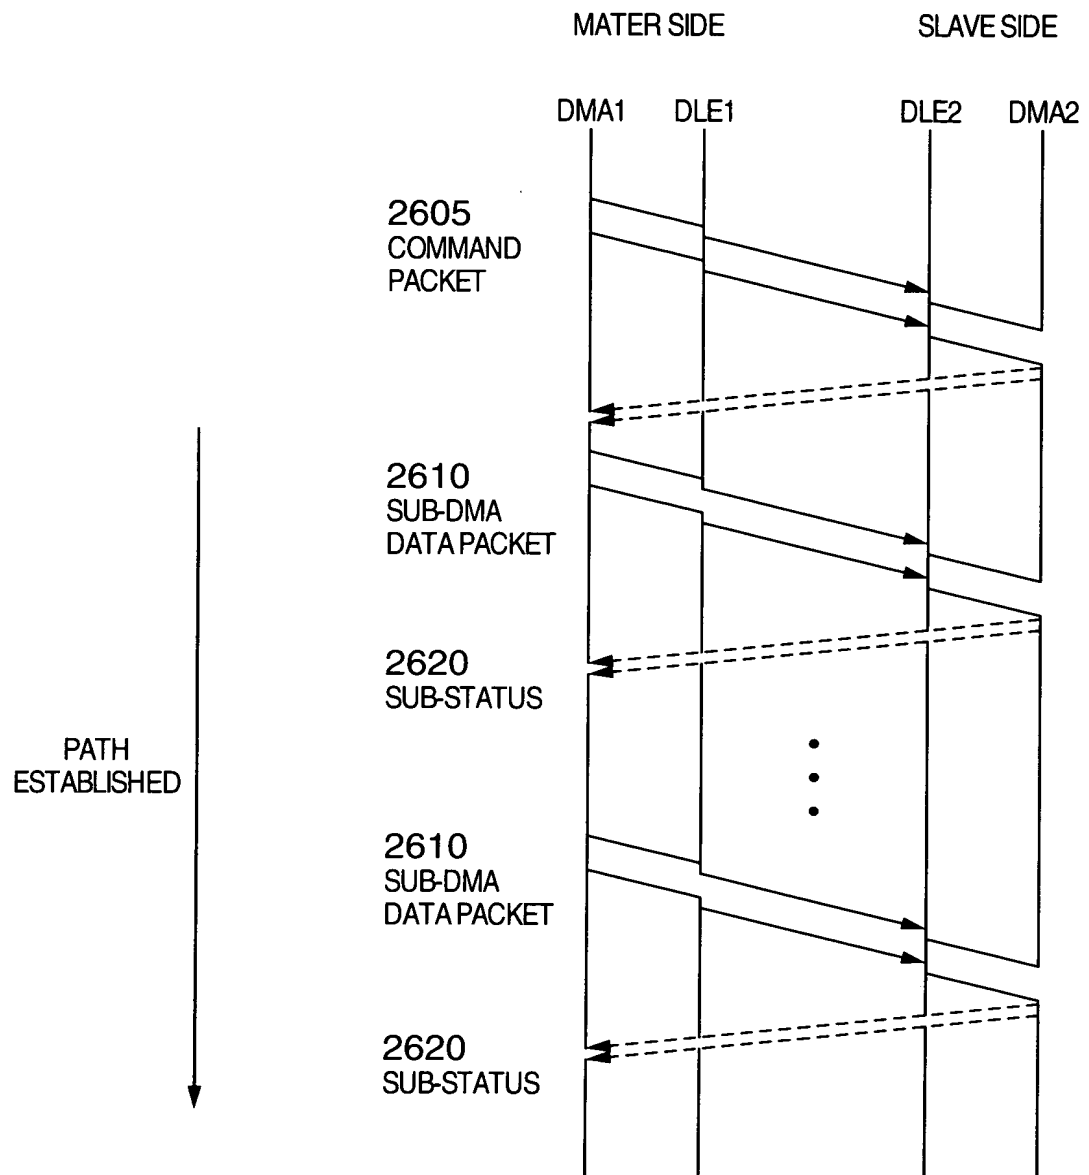 MATER SIDE SLAVE SIDE
DMA1 DLE1 DLE2 DMA2
2605
COMMAND
PACKET
2610
SUB-DMA
DATA PACKET
2620
SUB-STATUS
PATH
ESTABLISHED
2610
SUB-DMA
DATA PACKET
2620
SUB-STATUS